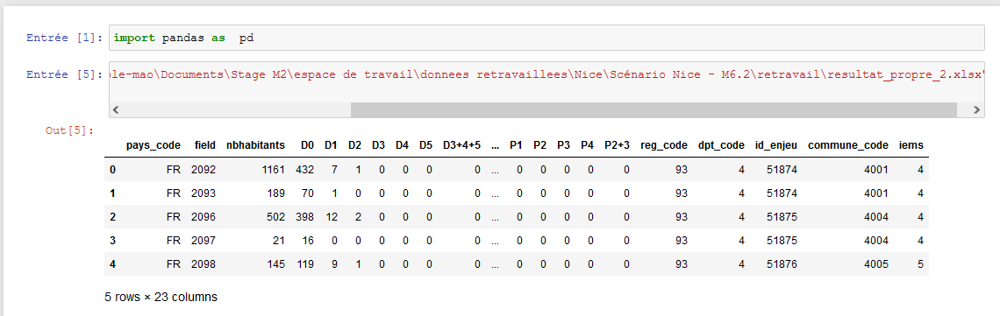 Entrée [1]: import pandas as  pd
Entrée [5]: ole-mao\Documents\Stage M2\espace de travail\donnees retravaillees\Nice\Scénario Nice - M6.2\retravail\resultat_propre_2.xlsx"
Out[5]:
pays_code field nbhabitants D0 D1 D2 D3 D4 D5 D3+4+5 ... P1 P2 P3 P4 P2+3 reg_code dpt_code id_enjeu commune_code iems
0 FR 2092 1161 432 7 1 0 0 0 0 ... 0 0 0 0 0 93 4 51874 4001 4
1 FR 2093 189 70 1 0 0 0 0 0 ... 0 0 0 0 0 93 4 51874 4001 4
2 FR 2096 502 398 12 2 0 0 0 0 ... 0 0 0 0 0 93 4 51875 4004 4
3 FR 2097 21 16 0 0 0 0 0 0 ... 0 0 0 0 0 93 4 51875 4004 4
4 FR 2098 145 119 9 1 0 0 0 0 ... 0 0 0 0 0 93 4 51876 4005 5
5 rows × 23 columns